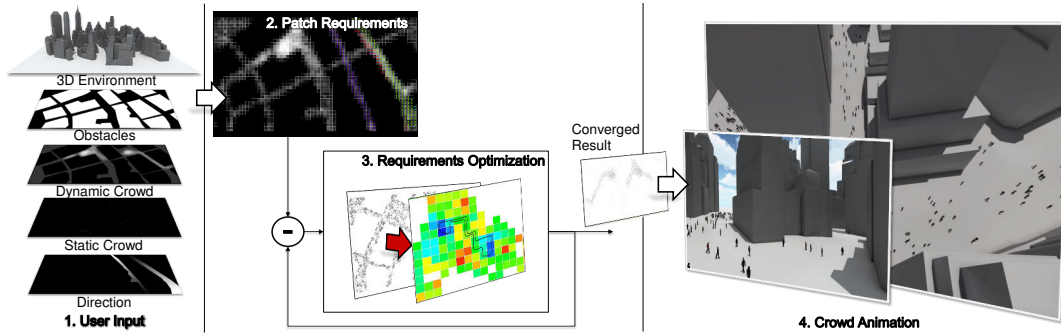 3D Environment
Obstacles
Dynamic Crowd
Static Crowd
Direction
1. User Input
2. Patch Requirements
3. Requirements Optimization
-
Converged
Result
4. Crowd Animation